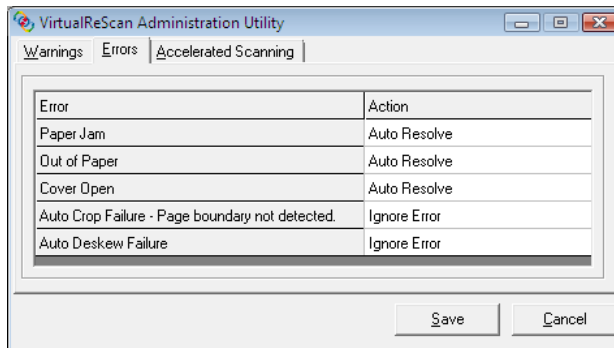 VirtualReScan Administration Utility
Warnings Errors Accelerated Scanning
Error Action
Paper Jam Auto Resolve
Out of Paper Auto Resolve
Cover Open Auto Resolve
Auto Crop Failure - Page boundary not detected. Ignore Error
Auto Deskew Failure Ignore Error
Save Cancel